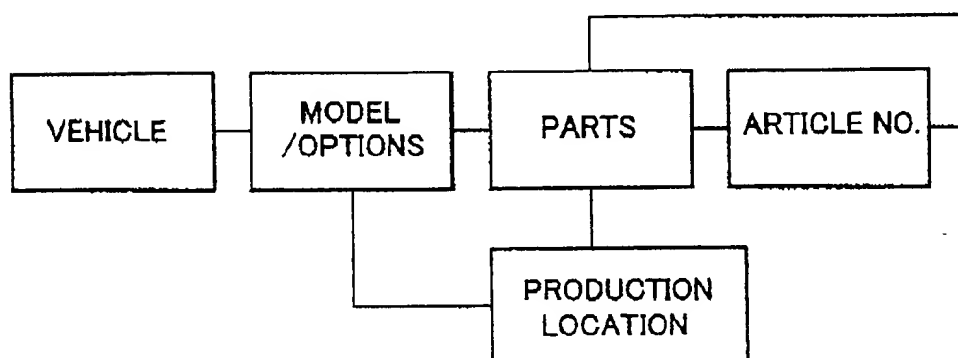 VEHICLE
MODEL
/OPTIONS
PARTS
ARTICLE NO.
PRODUCTION
LOCATION